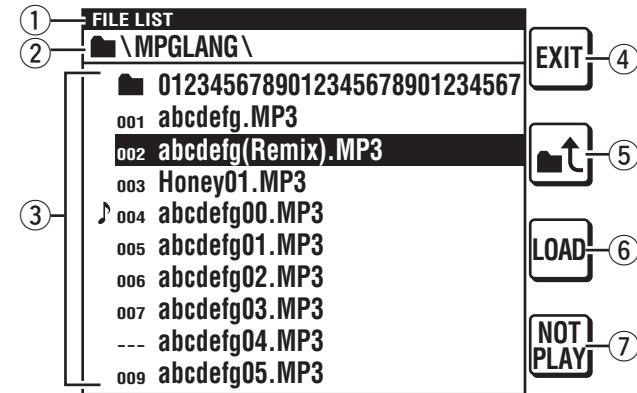 ① FILE LIST
② \MPGLANG\
③
0123456789012345678901234567
001 abcdefg.MP3
002 abcdefg(Remix).MP3
003 Honey01.MP3
♪ 004 abcdefg00.MP3
005 abcdefg01.MP3
006 abcdefg02.MP3
007 abcdefg03.MP3
--- abcdefg04.MP3
009 abcdefg05.MP3
EXIT ④
⑤
LOAD ⑥
NOT
PLAY ⑦